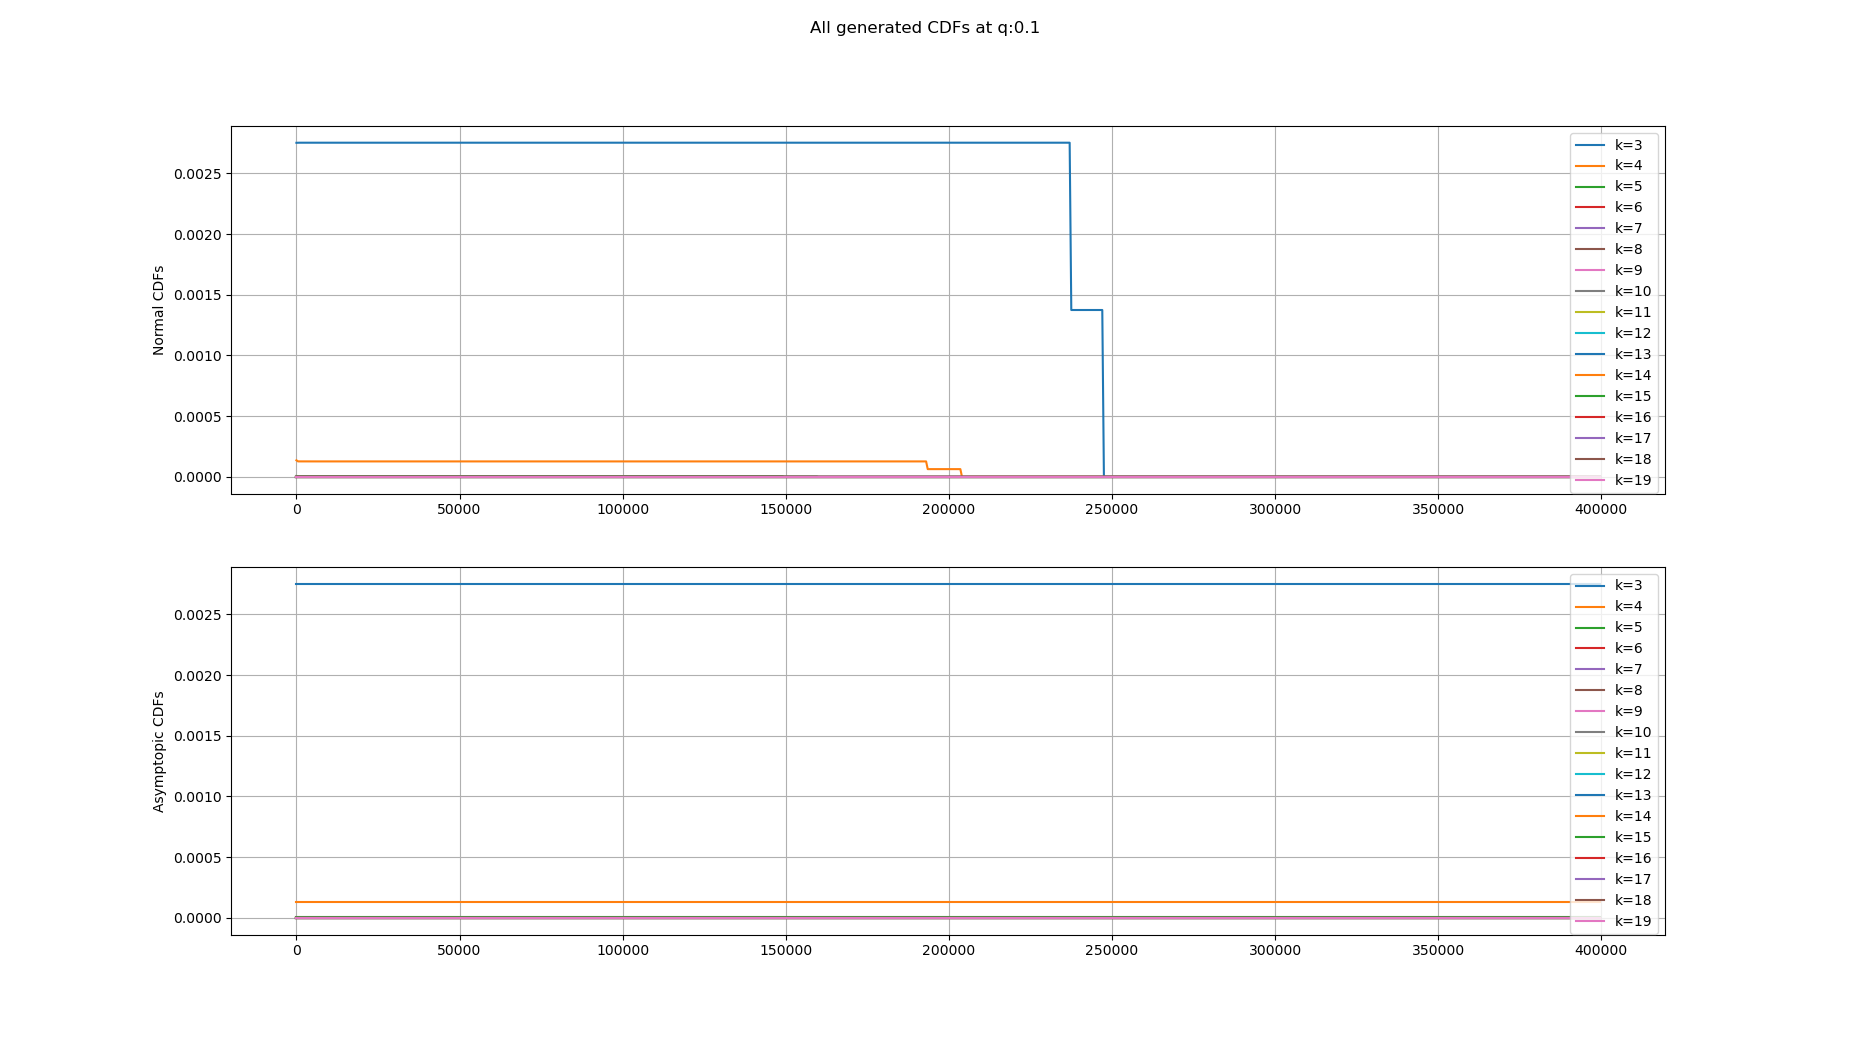 All generated CDFs at q:0.1
Normal CDFs
0.0025
0.0020
0.0015
0.0010
0.0005
0.0000
0
50000
100000
150000
200000
250000
300000
350000
400000
k=3
k=4
k=5
k=6
k=7
k=8
k=9
k=10
k=11
k=12
k=13
k=14
k=15
k=16
k=17
k=18
k=19
Asymptopic CDFs
0.0025
0.0020
0.0015
0.0010
0.0005
0.0000
0
50000
100000
150000
200000
250000
300000
350000
400000
k=3
k=4
k=5
k=6
k=7
k=8
k=9
k=10
k=11
k=12
k=13
k=14
k=15
k=16
k=17
k=18
k=19